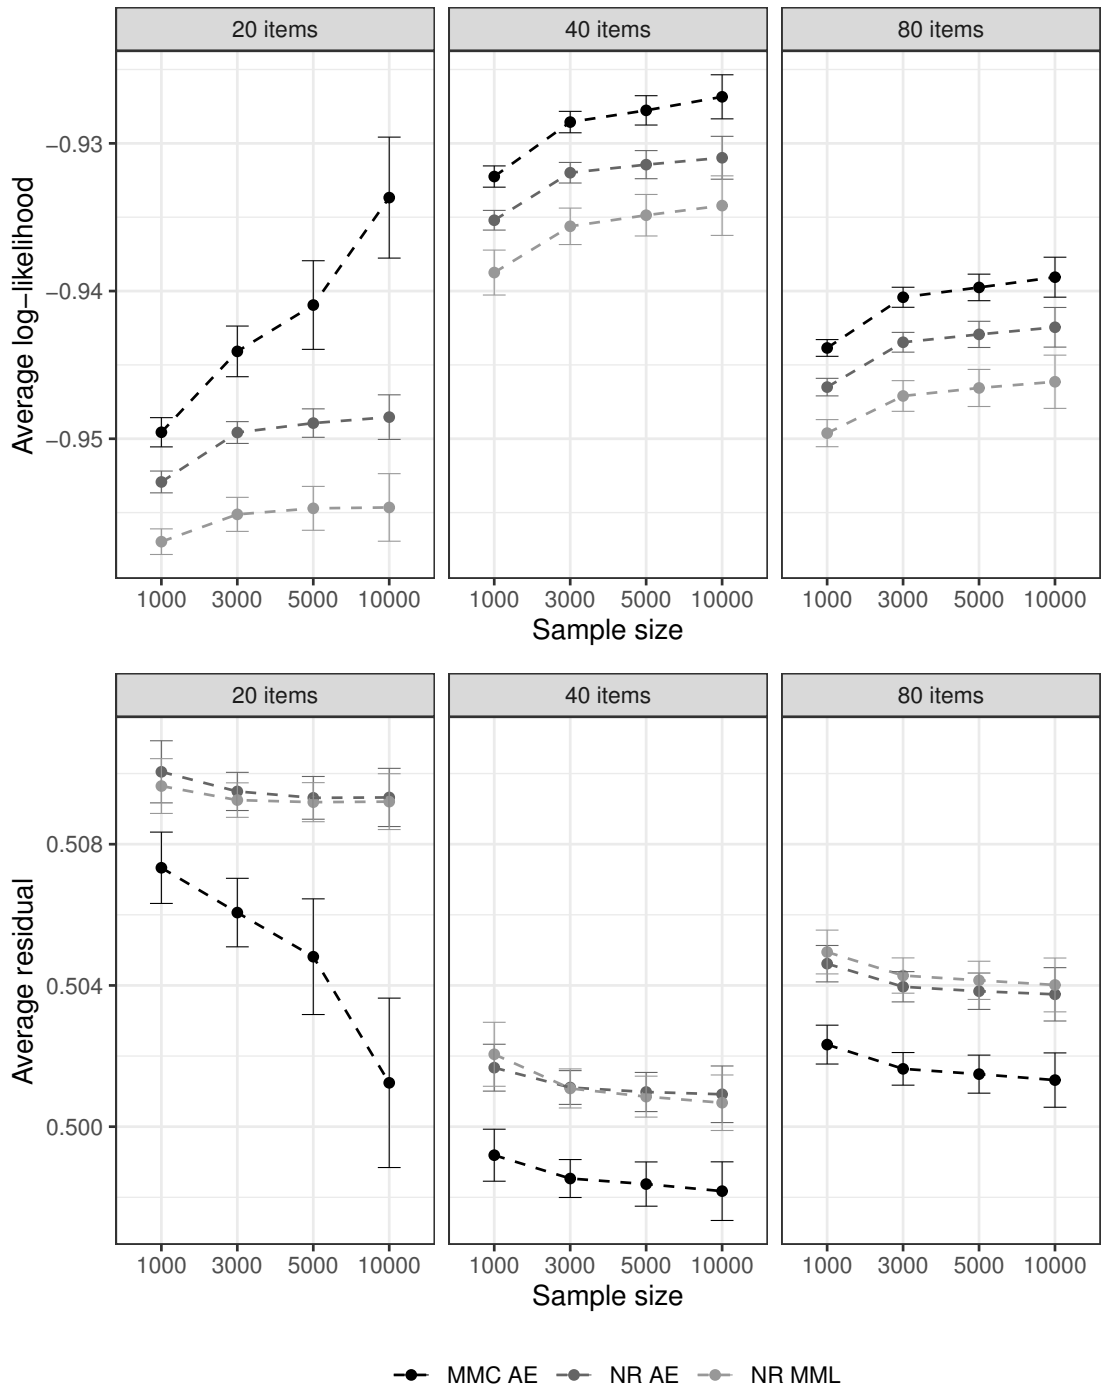 20 items 40 items 80 items
−0.93
−0.94
−0.95
Average log−likelihood
1000 3000 5000 10000 1000 3000 5000 10000 1000 3000 5000 10000
Sample size
20 items 40 items 80 items
0.508
0.504
0.500
Average residual
1000 3000 5000 10000 1000 3000 5000 10000 1000 3000 5000 10000
Sample size
MMC AE NR AE NR MML